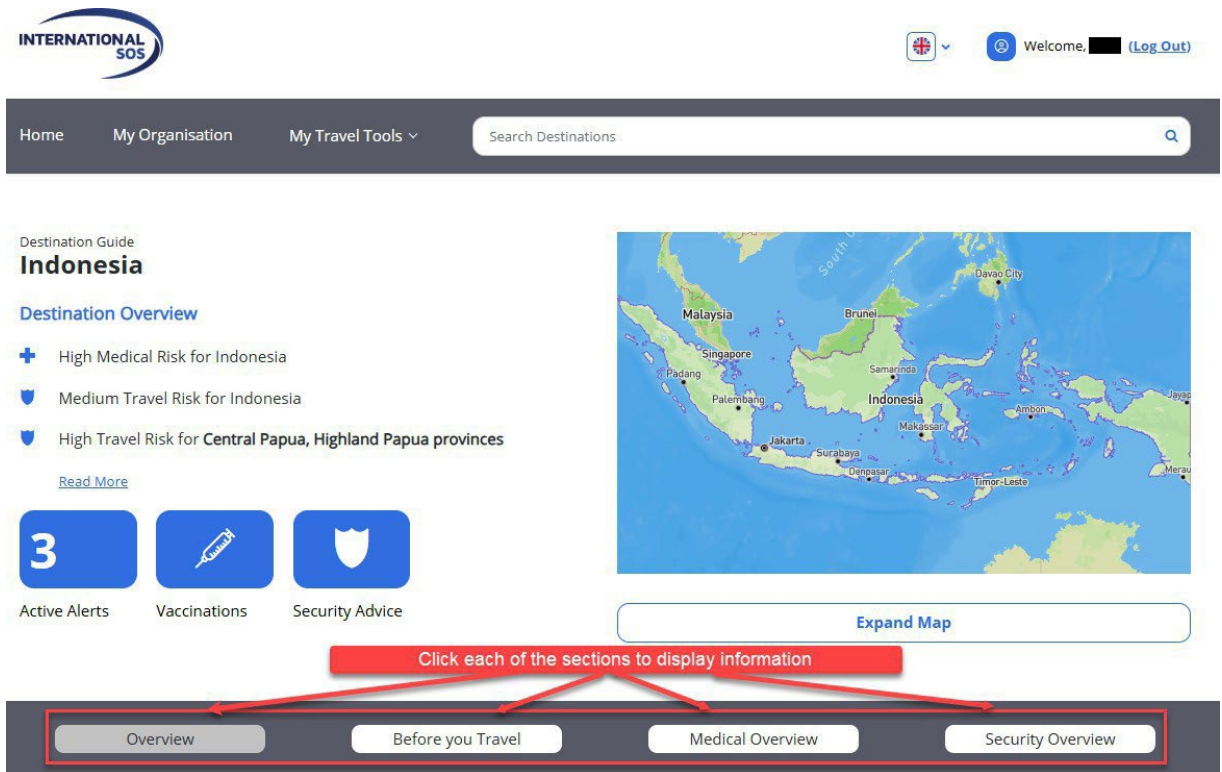 INTERNATIONAL
SOS
Welcome, (Log Out)
Home My Organisation My Travel Tools Search Destinations
Destination Guide
Indonesia
Destination Overview
High Medical Risk for Indonesia
Medium Travel Risk for Indonesia
High Travel Risk for Central Papua, Highland Papua provinces
Read More
3
Active Alerts Vaccinations Security Advice
Davao City
Malaysia
Brunei
Singapore
Padang
Samarinda
Palembang
Indonesia
Ambon
Makassar
Jakarta
Surabaya
Denpasar
Timor-Leste
Expand Map
Click each of the sections to display information
Overview Before you Travel Medical Overview Security Overview